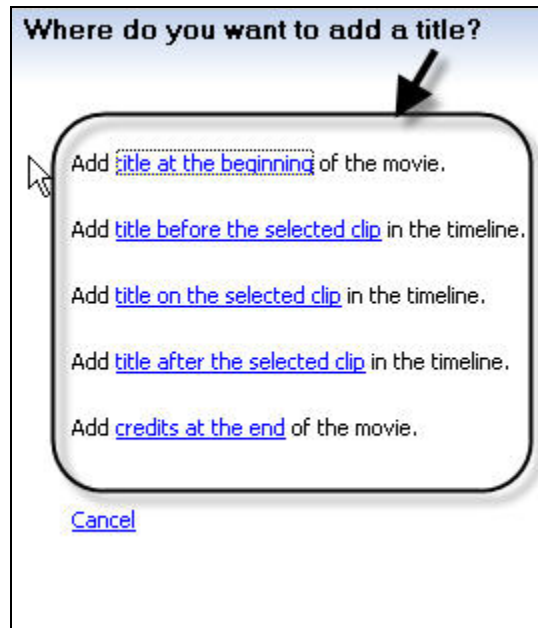 Where do you want to add a title?
Add title at the beginning of the movie.
Add title before the selected clip in the timeline.
Add title on the selected clip in the timeline.
Add title after the selected clip in the timeline.
Add credits at the end of the movie.
Cancel